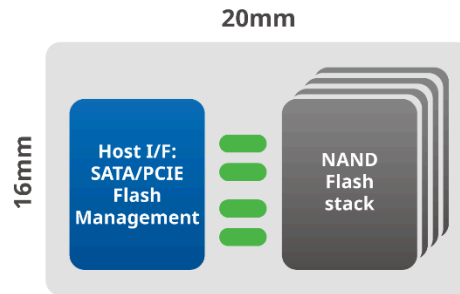 20mm
16mm
Host I/F:
SATA/PCIE
Flash
Management
NAND
Flash
stack